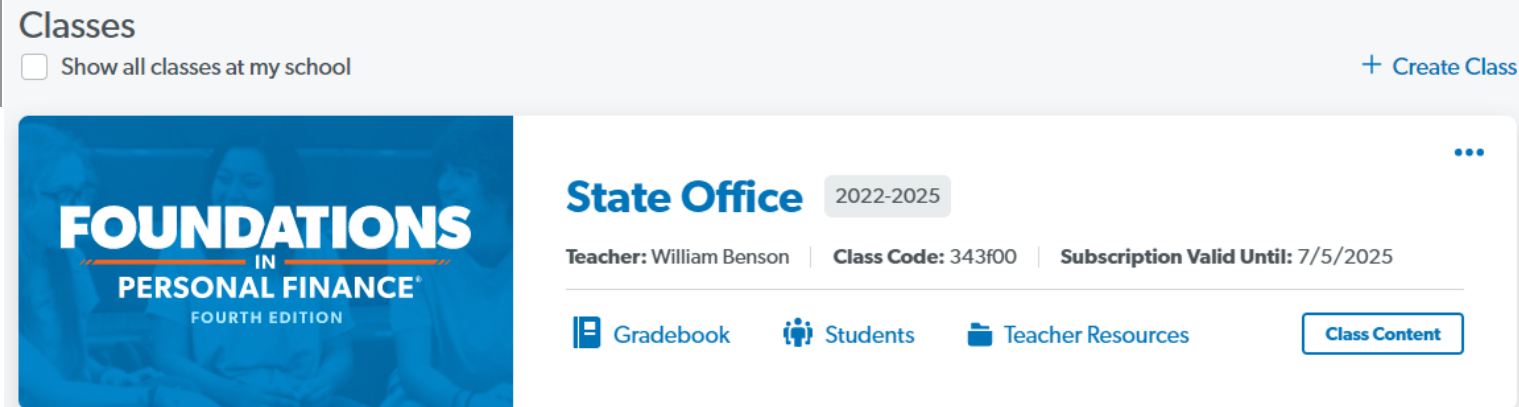 Classes
Show all classes at my school
+ Create Class
FOUNDATIONS
IN
PERSONAL FINANCE®
FOURTH EDITION
State Office 2022-2025
Teacher: William Benson Class Code: 343f00 Subscription Valid Until: 7/5/2025
Gradebook Students Teacher Resources Class Content